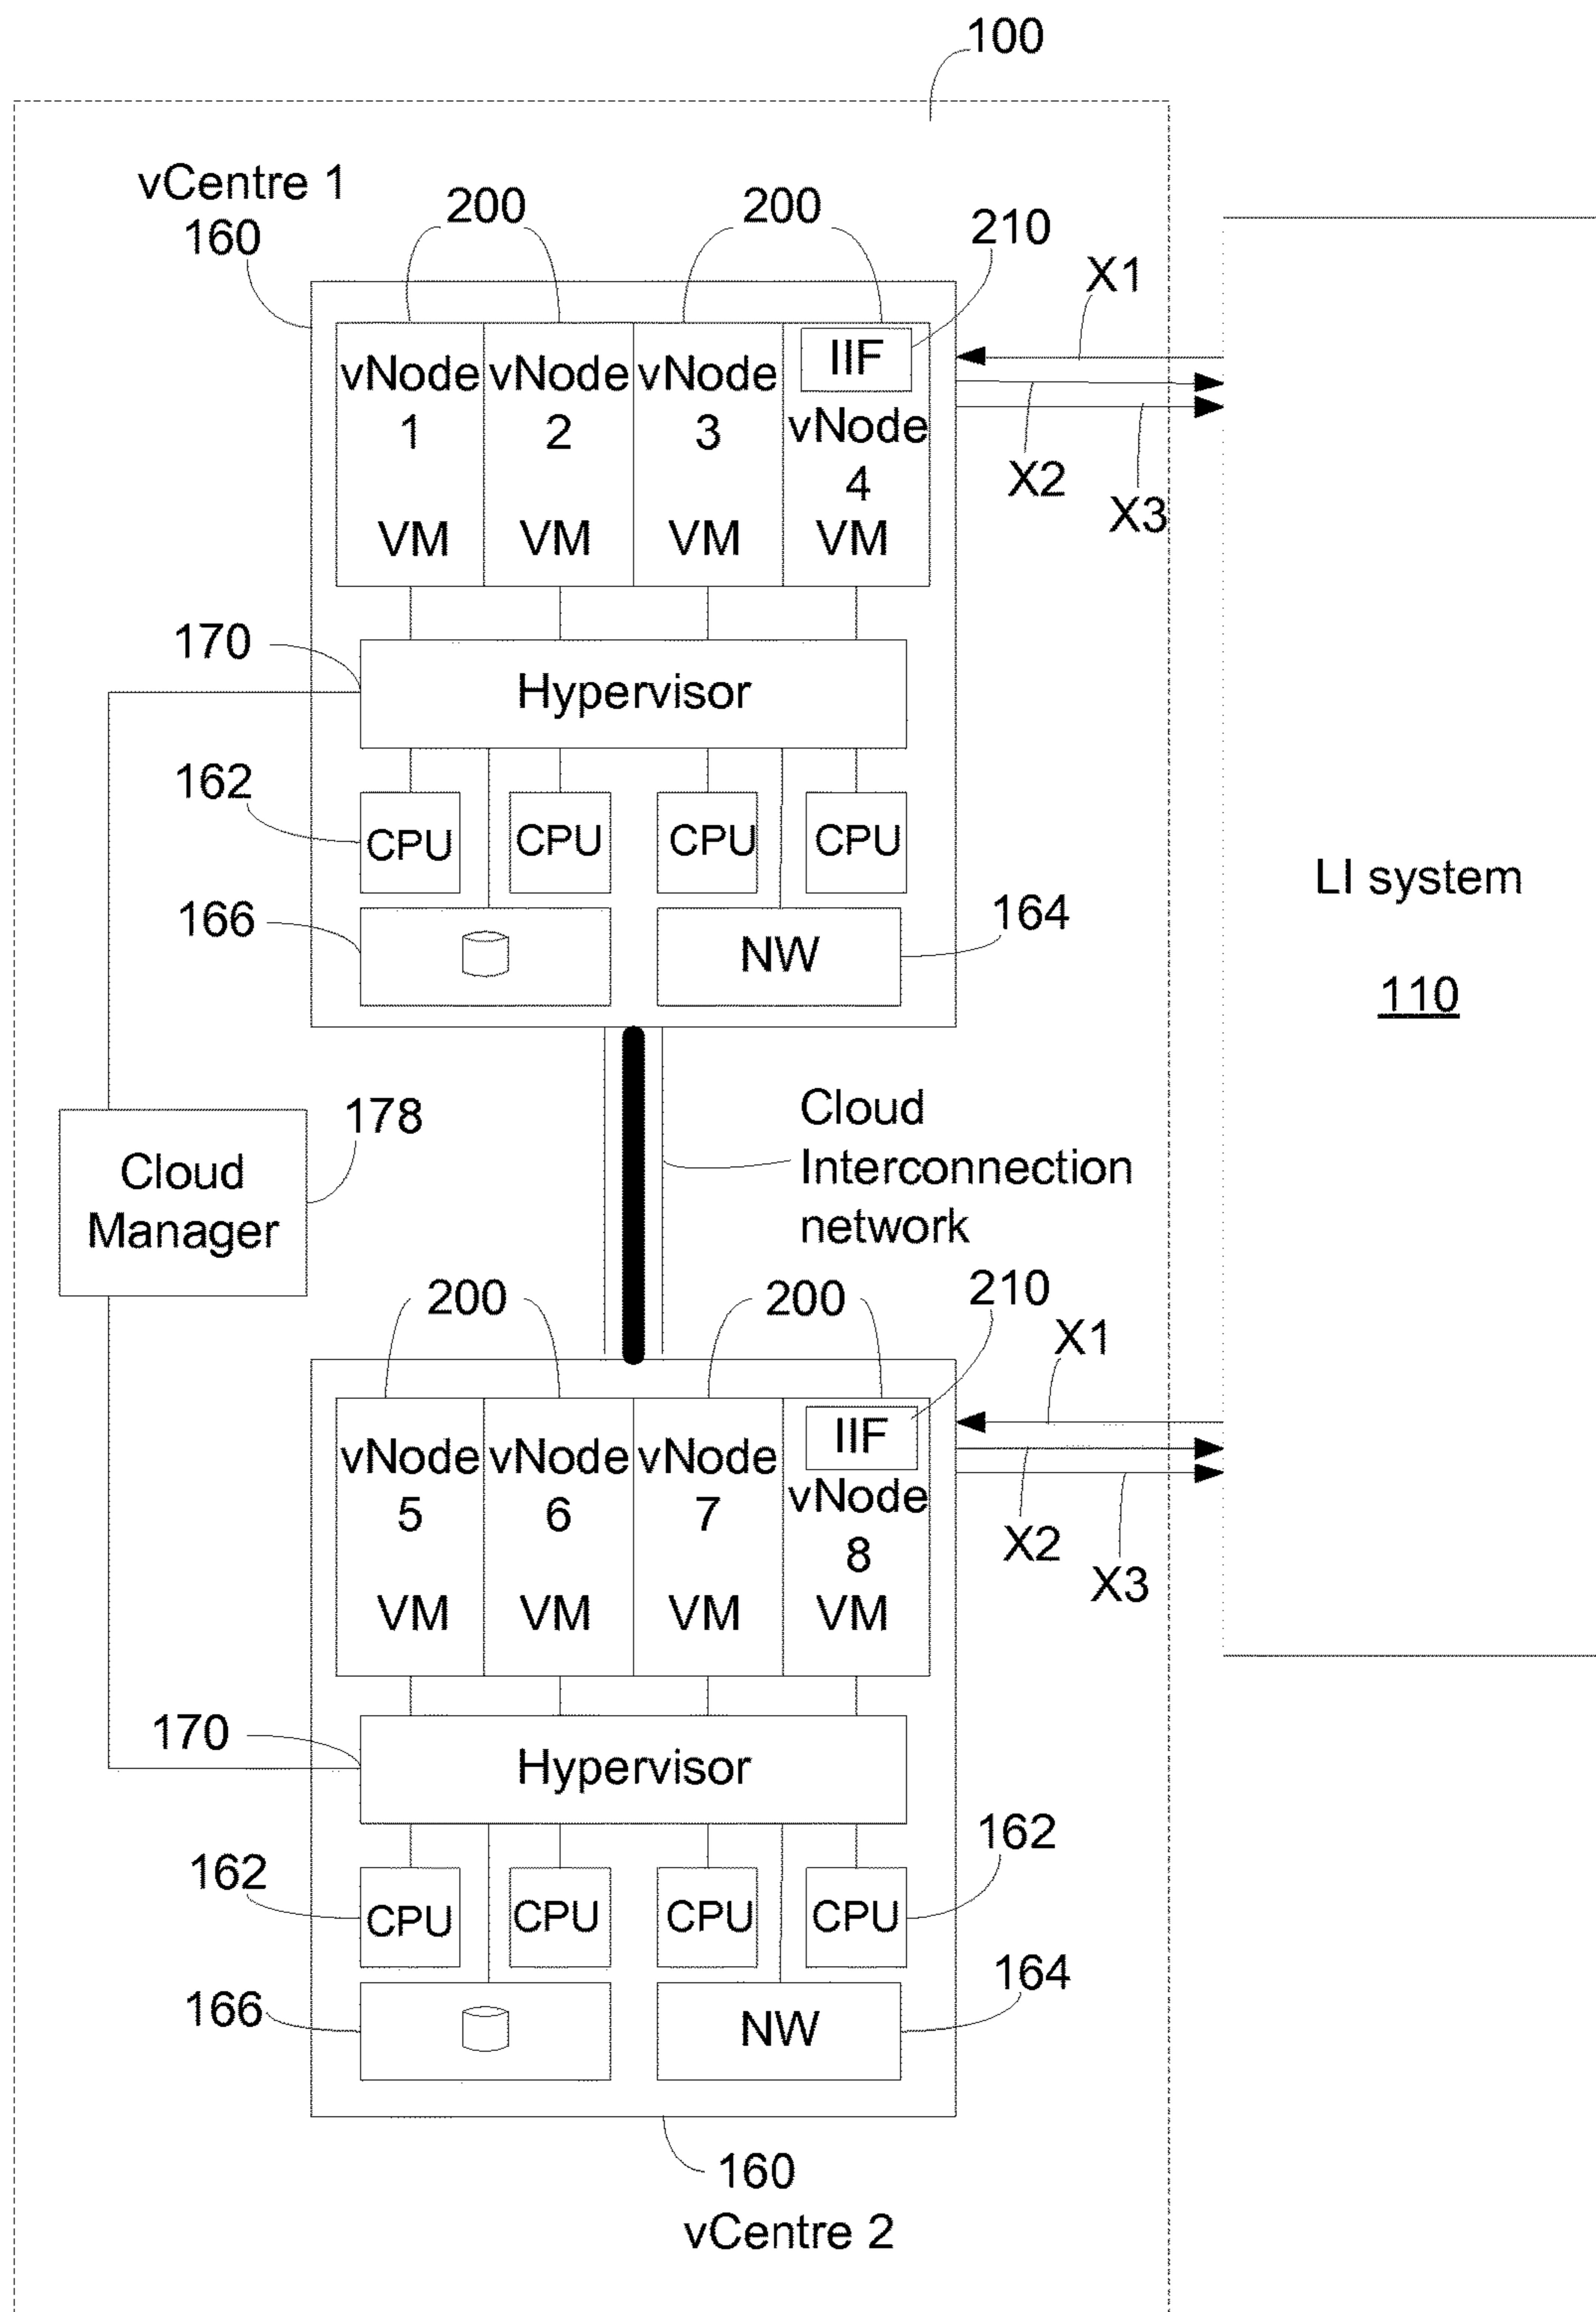 100
vCentre 1
160
200
200
210
X1
X2
X3
vNode
1
VM
vNode
2
VM
vNode
3
VM
IIF
vNode
4
VM
170
Hypervisor
162
CPU
CPU
CPU
CPU
166
NW
164
LI system
110
178
Cloud
Manager
Cloud
Interconnection
network
200
200
210
X1
X2
X3
vNode
5
VM
vNode
6
VM
vNode
7
VM
IIF
vNode
8
VM
170
Hypervisor
162
162
CPU
CPU
CPU
CPU
166
NW
164
160
vCentre 2